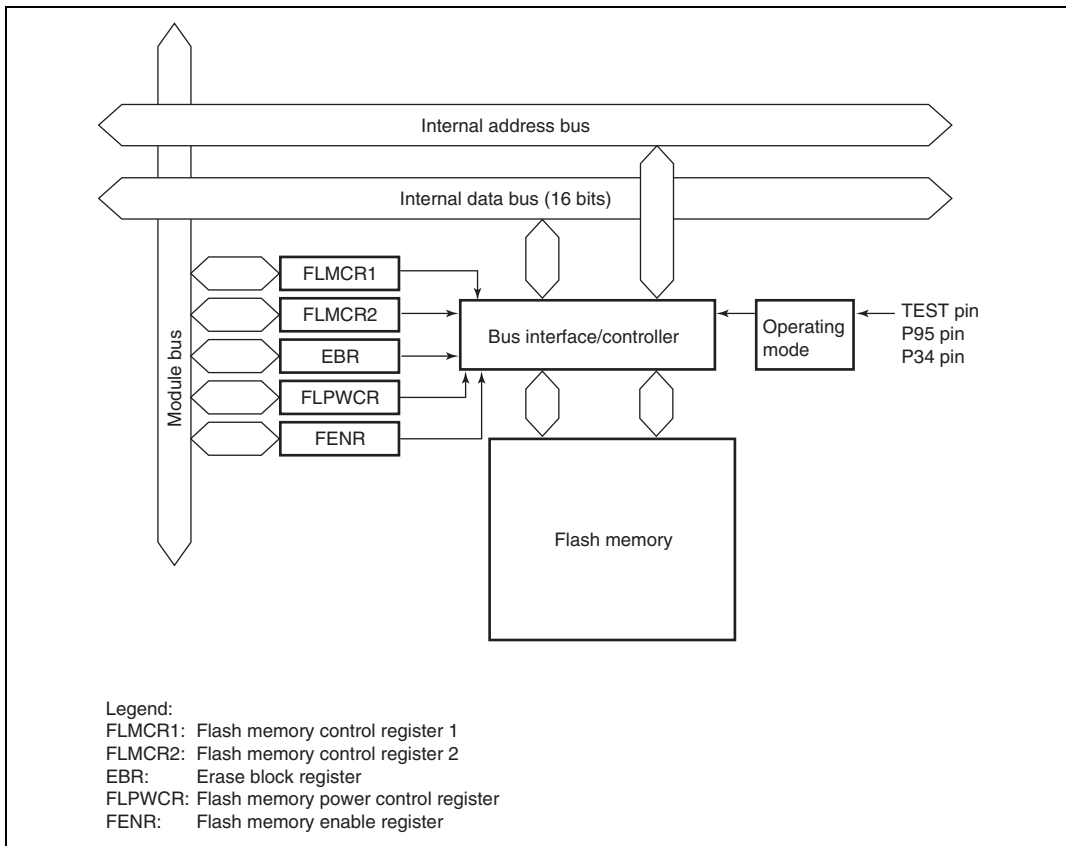 Internal address bus
Internal data bus (16 bits)
Module bus
FLMCR1
FLMCR2
EBR
FLPWCR
FENR
Bus interface/controller
Operating
mode
TEST pin
P95 pin
P34 pin
Flash memory
Legend:
FLMCR1: Flash memory control register 1
FLMCR2: Flash memory control register 2
EBR: Erase block register
FLPWCR: Flash memory power control register
FENR: Flash memory enable register